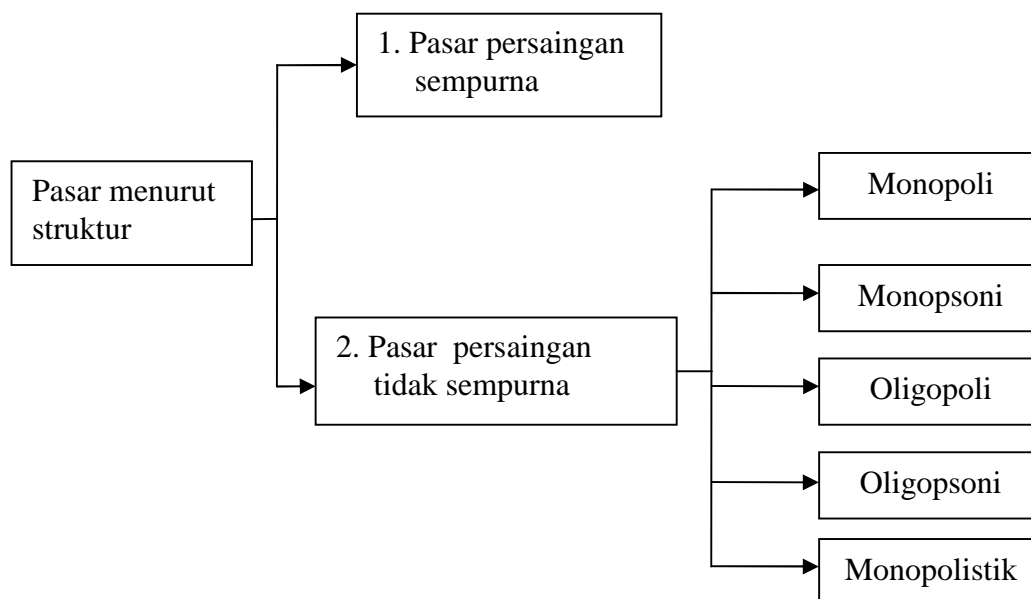 1. Pasar persaingan
sempurna
Pasar menurut
struktur
2. Pasar persaingan
tidak sempurna
Monopoli
Monopsoni
Oligopoli
Oligopsoni
Monopolistik